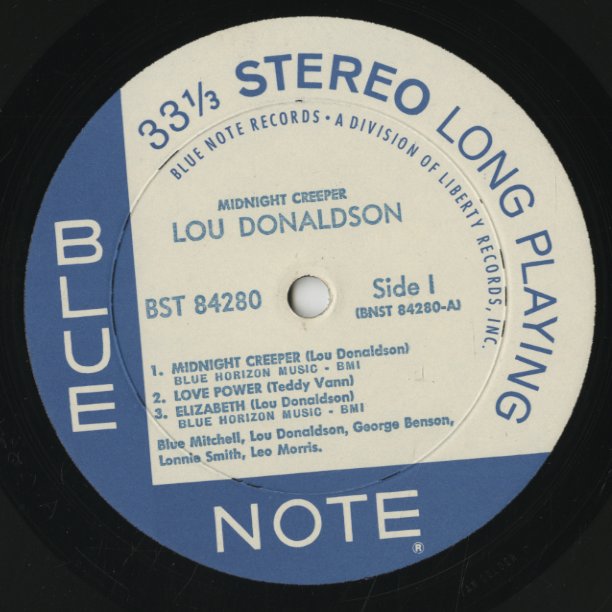 33⅓ STEREO LONG PLAYING
BLUE NOTE RECORDS • A DIVISION OF LIBERTY RECORDS, INC.
MIDNIGHT CREEPER
LOU DONALDSON
BST 84280
Side I
(BNST 84280-A)
1. MIDNIGHT CREEPER (Lou Donaldson)
BLUE HORIZON MUSIC - BMI
2. LOVE POWER (Teddy Vann)
3. ELIZABETH (Lou Donaldson)
BLUE HORIZON MUSIC - BMI
Blue Mitchell, Lou Donaldson, George Benson,
Lonnie Smith, Leo Morris.
BLUE
NOTE®